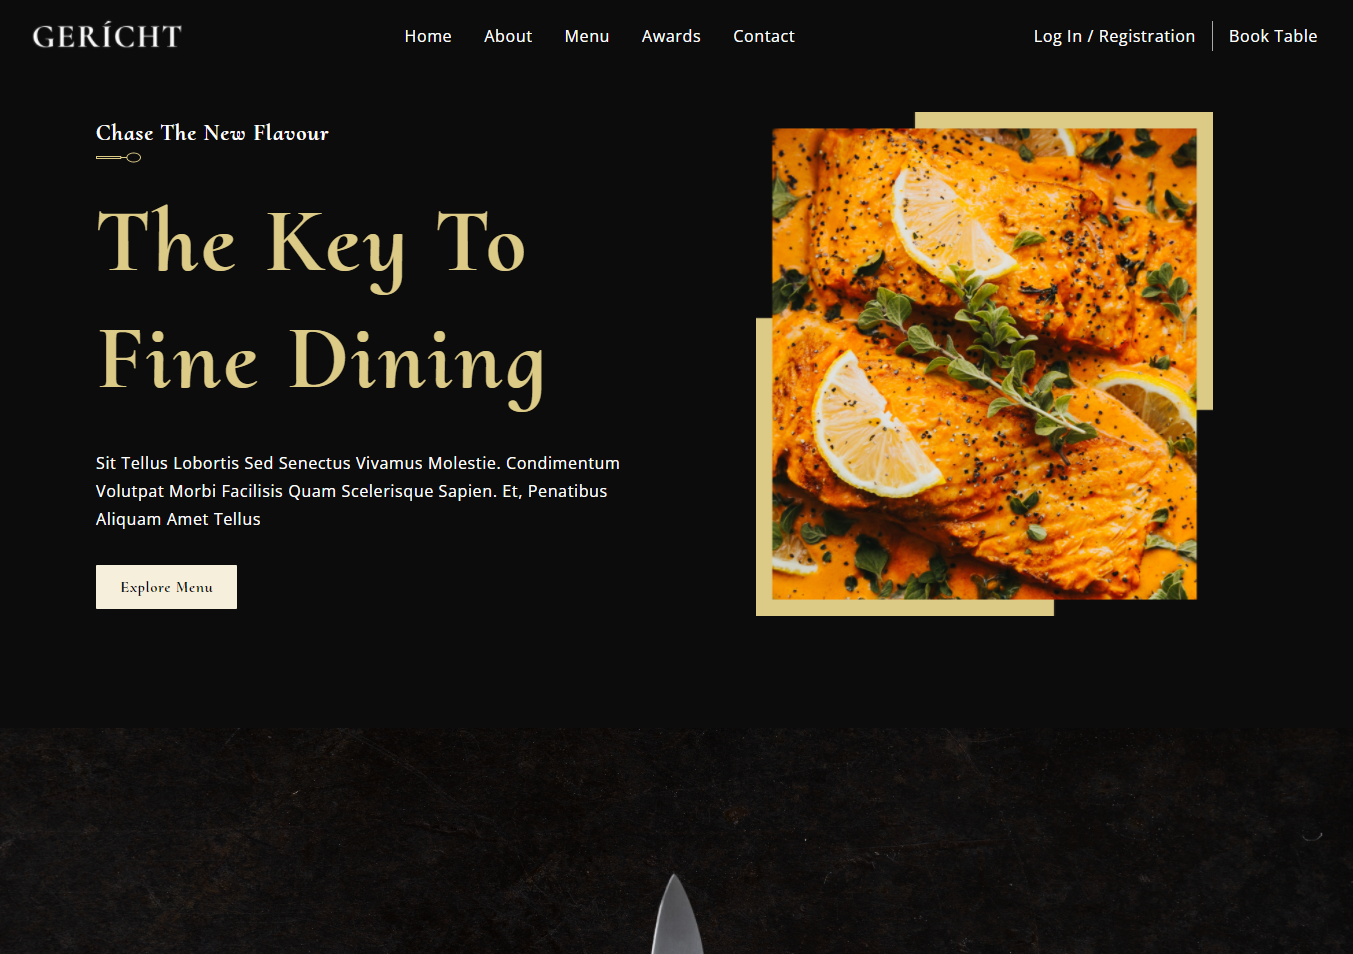 GERÍCHT
Home About Menu Awards Contact
Log In / Registration Book Table
Chase The New Flavour
The Key To
Fine Dining
Sit Tellus Lobortis Sed Senectus Vivamus Molestie. Condimentum
Volutpat Morbi Facilisis Quam Scelerisque Sapien. Et, Penatibus
Aliquam Amet Tellus
Explore Menu